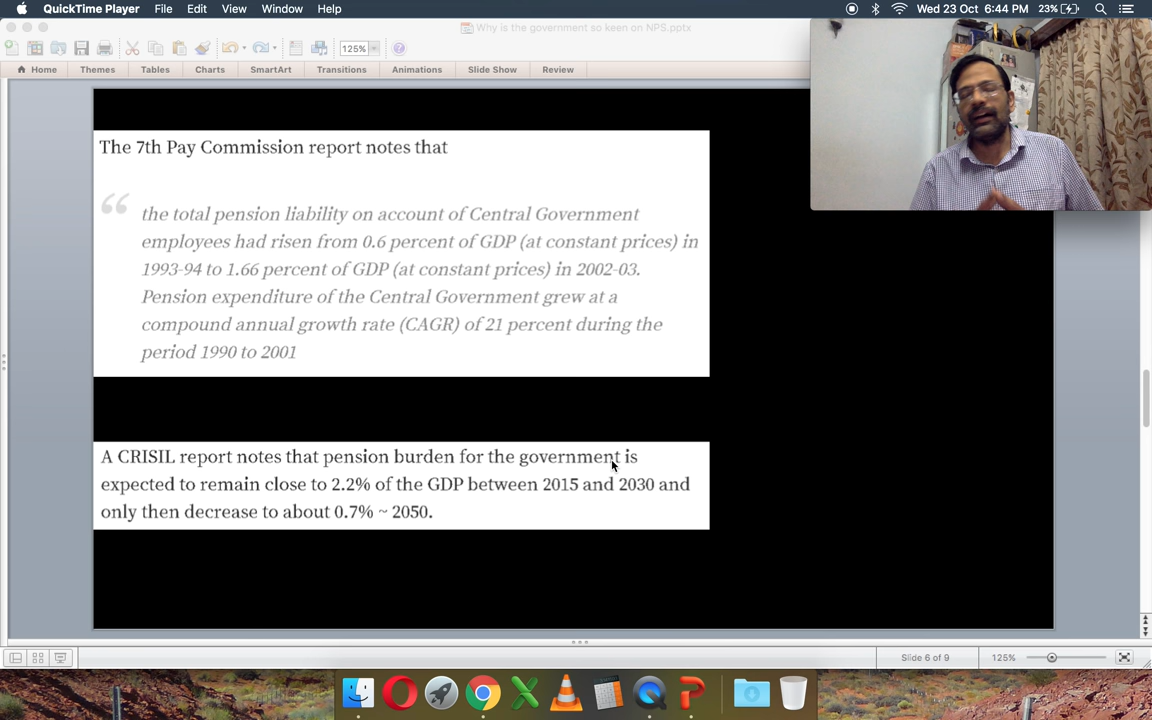 QuickTime Player File Edit View Window Help Wed 23 Oct 6:44 PM 23%
Why is the government so keen on NPS.pptx
125%
Home Themes Tables Charts SmartArt Transitions Animations Slide Show Review
The 7th Pay Commission report notes that
“ the total pension liability on account of Central Government
employees had risen from 0.6 percent of GDP (at constant prices) in
1993-94 to 1.66 percent of GDP (at constant prices) in 2002-03.
Pension expenditure of the Central Government grew at a
compound annual growth rate (CAGR) of 21 percent during the
period 1990 to 2001
A CRISIL report notes that pension burden for the government is
expected to remain close to 2.2% of the GDP between 2015 and 2030 and
only then decrease to about 0.7% ~ 2050.
Slide 6 of 9 125%